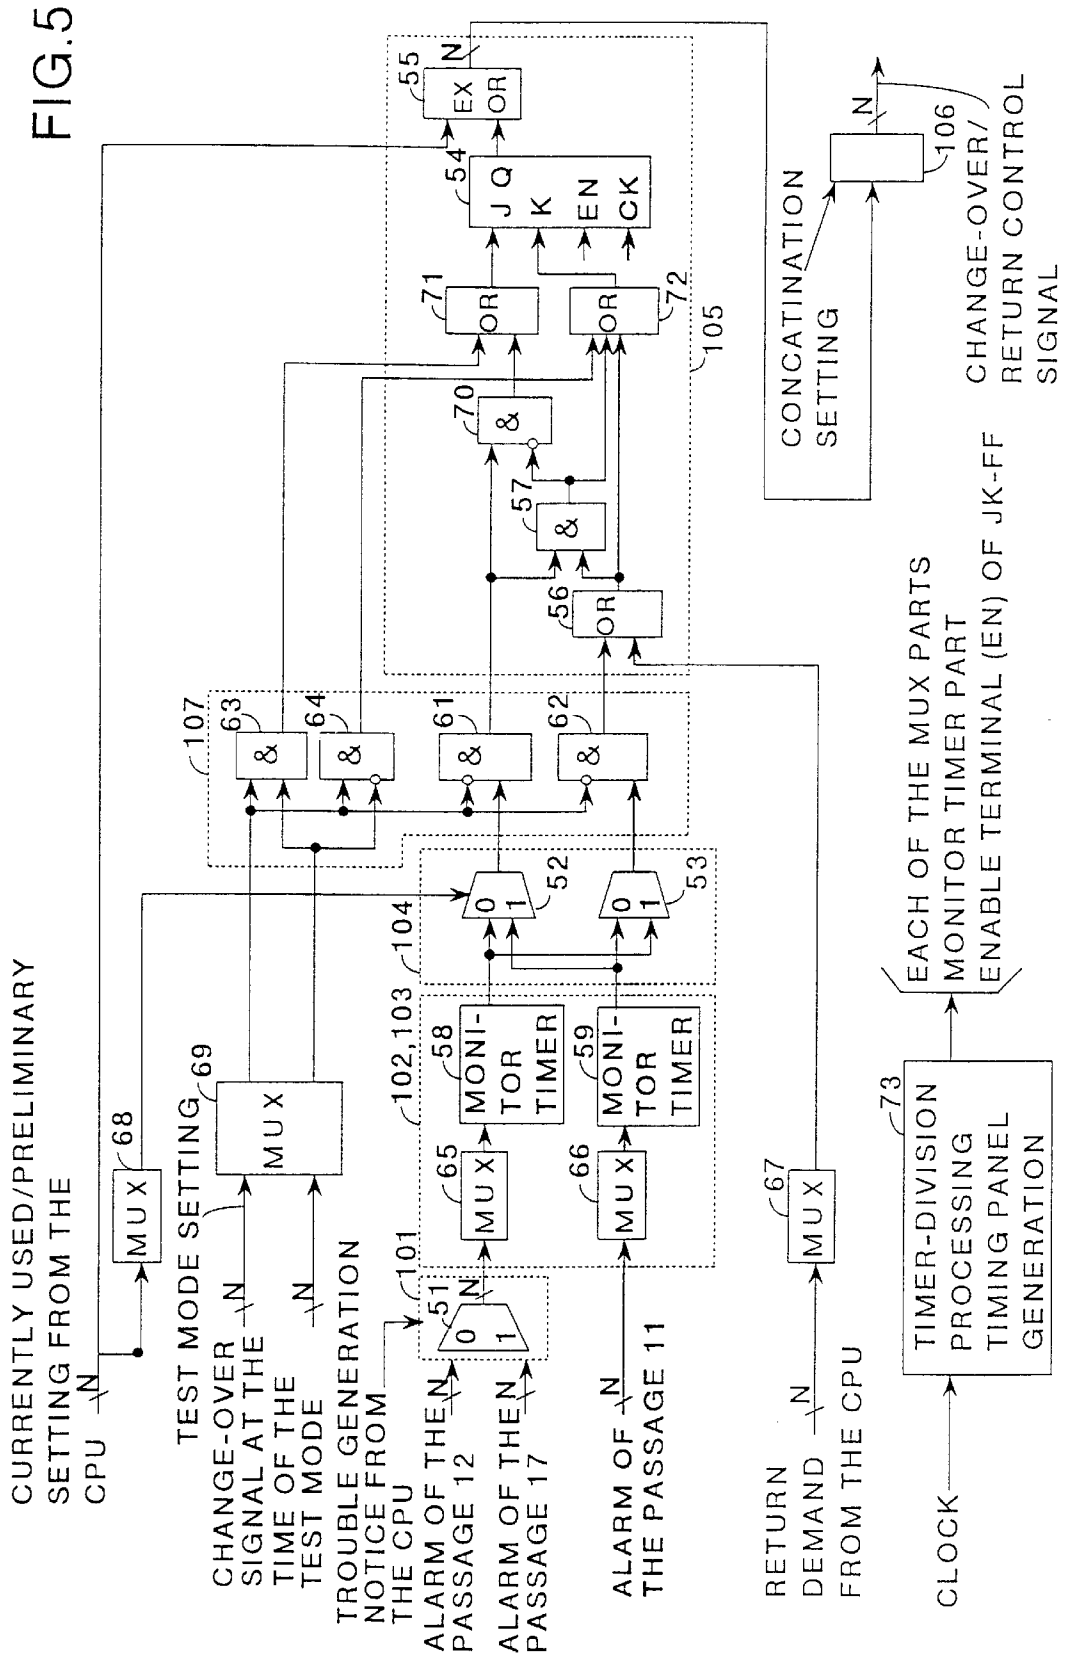 FIG.5
CURRENTLY USED/PRELIMINARY
SETTING FROM THE
CPU
N
68
MUX
TEST MODE SETTING
69
MUX
N
N
CHANGE-OVER
SIGNAL AT THE
TIME OF THE
TEST MODE
TROUBLE GENERATION
NOTICE FROM
THE CPU
ALARM OF THE
PASSAGE 12
N
ALARM OF THE
PASSAGE 17
N
101
51
0
1
N
102,103
65
MUX
58
MONI-
TOR
TIMER
ALARM OF
THE PASSAGE 11
N
66
MUX
59
MONI-
TOR
TIMER
104
0
1
52
0
1
53
107
63
&
64
&
61
&
62
&
RETURN
DEMAND
FROM THE CPU
N
67
MUX
56
OR
57
&
70
&
71
OR
72
OR
105
54
J Q
K
EN
CK
55
EX
OR
N
CONCATINATION
SETTING
106
N
CHANGE-OVER/
RETURN CONTROL
SIGNAL
CLOCK
73
TIMER-DIVISION
PROCESSING
TIMING PANEL
GENERATION
EACH OF THE MUX PARTS
MONITOR TIMER PART
ENABLE TERMINAL (EN) OF JK-FF